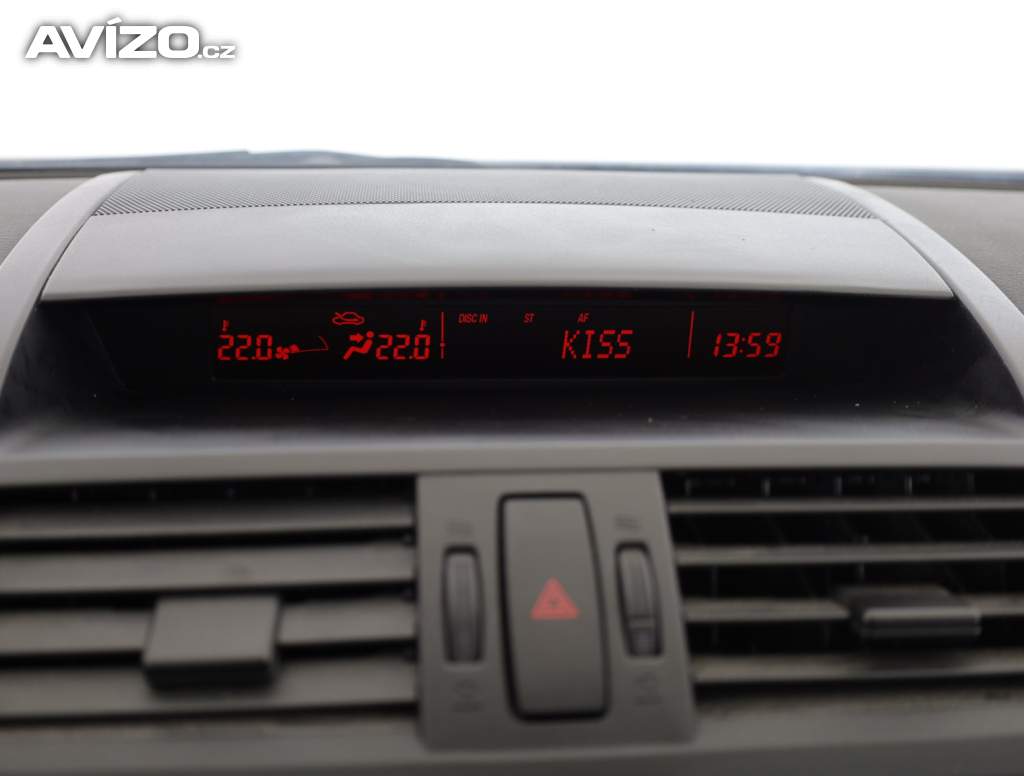 AVÍZO.cz
DISC IN ST AF
22.0 22.0 KISS 13:59